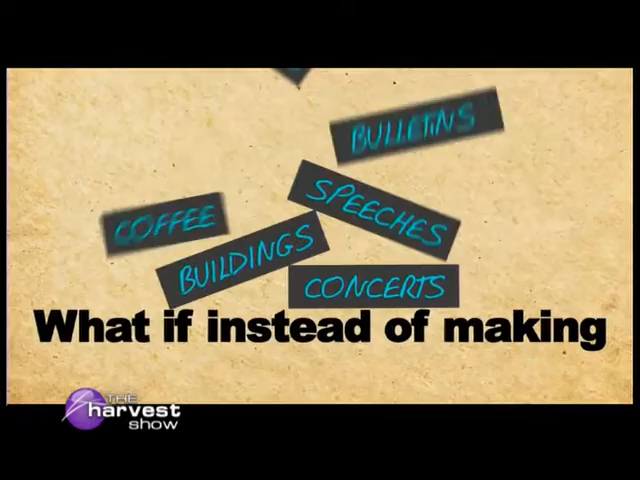 BULLETINS
SPEECHES
COFFEE
BUILDINGS
CONCERTS
What if instead of making
THE
harvest
show